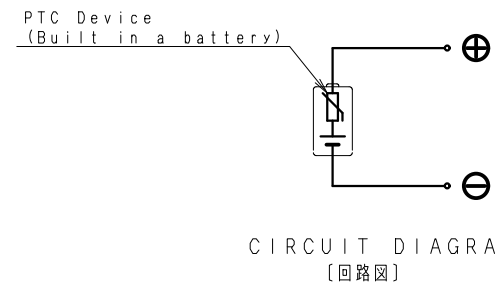 PTC Device
(Built in a battery)
⊕
⊖
CIRCUIT DIAGRA
〔回路図〕